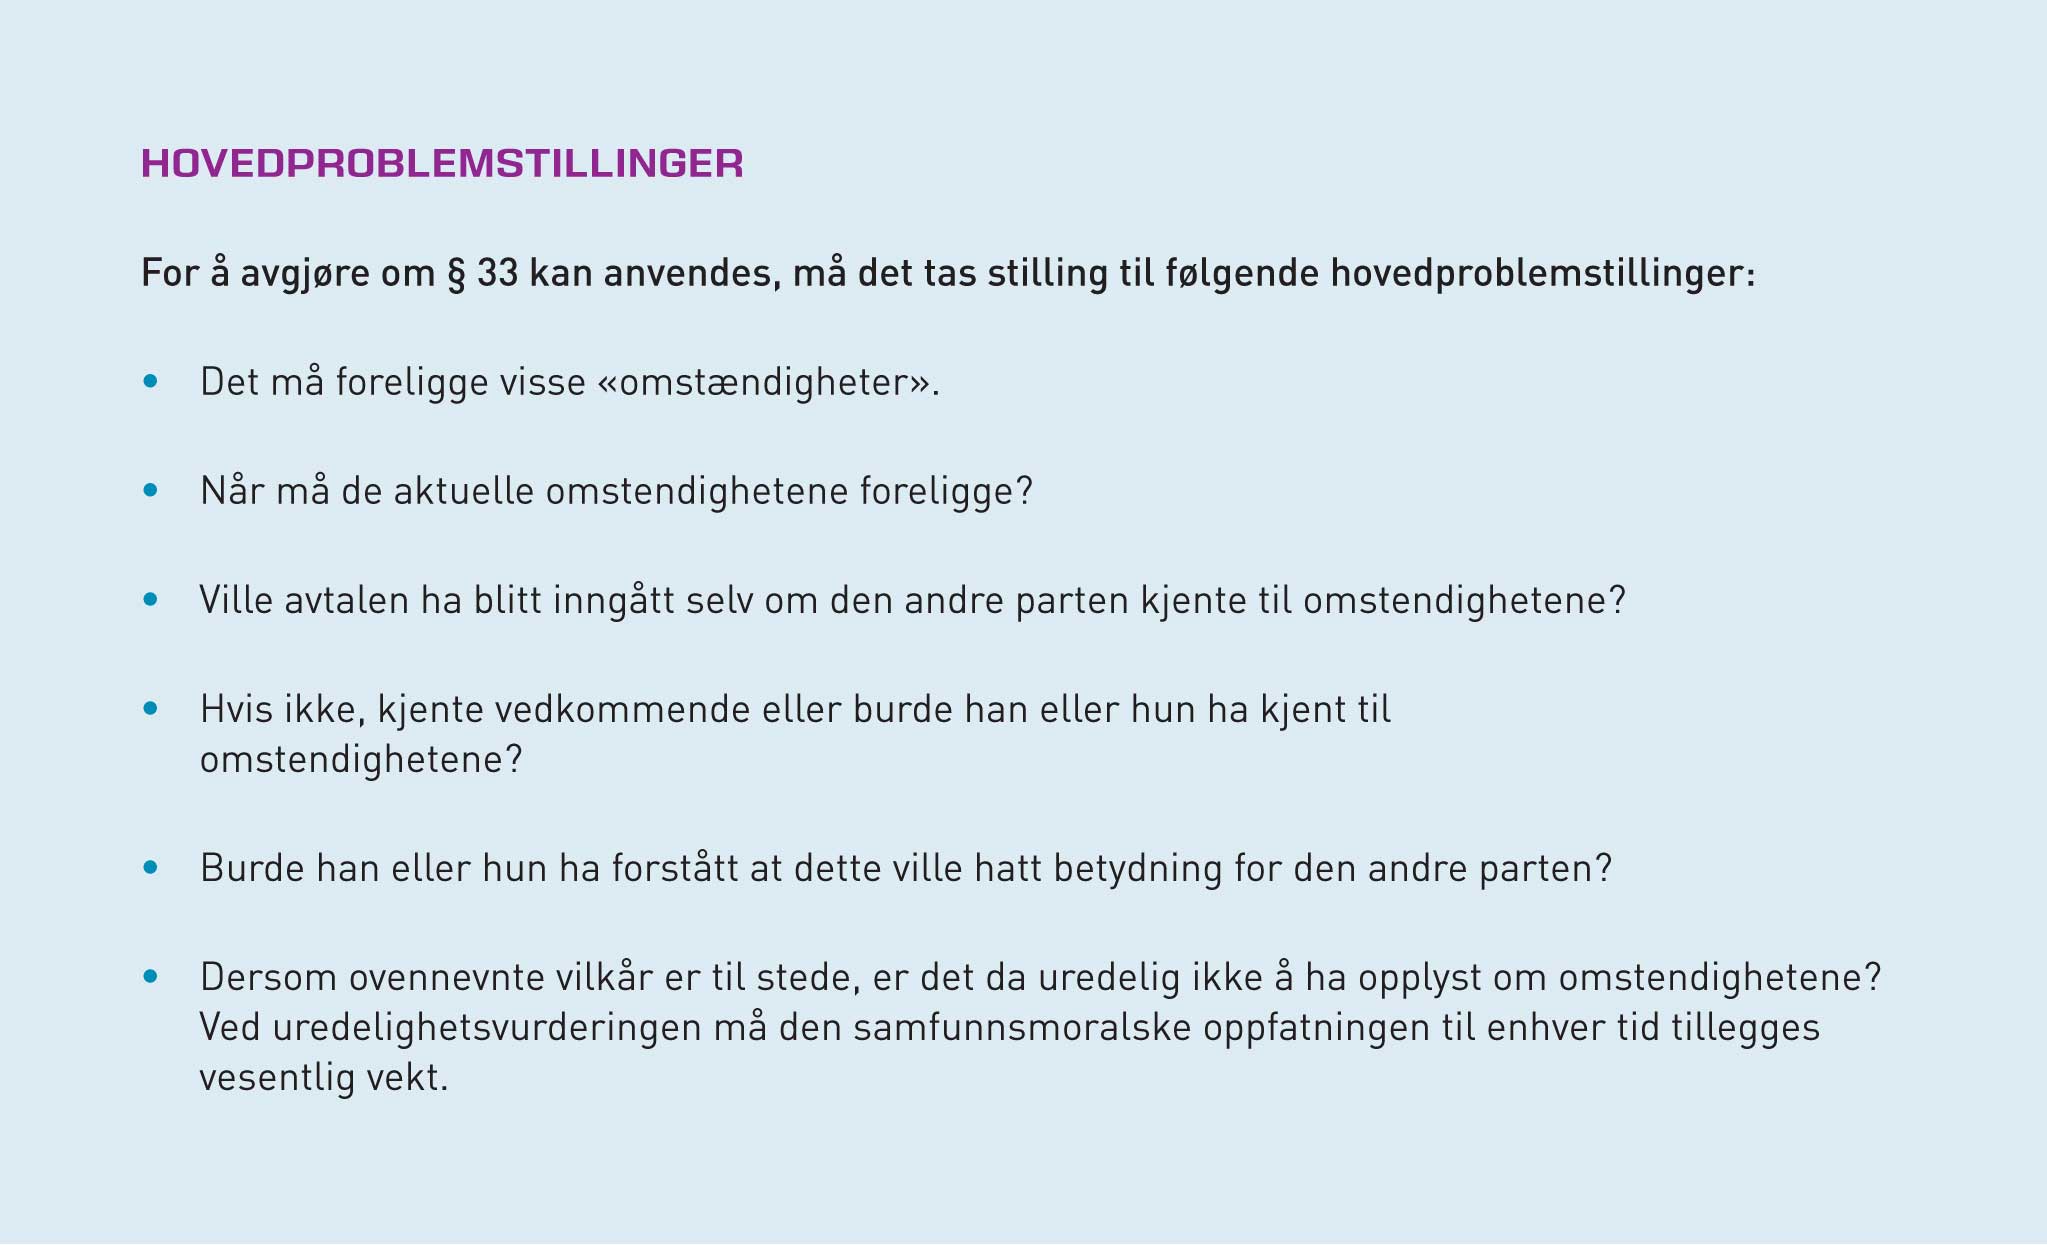 HOVEDPROBLEMSTILLINGER
For å avgjøre om § 33 kan anvendes, må det tas stilling til følgende hovedproblemstillinger:
• Det må foreligge visse «omstændigheter».
• Når må de aktuelle omstendighetene foreligge?
• Ville avtalen ha blitt inngått selv om den andre parten kjente til omstendighetene?
• Hvis ikke, kjente vedkommende eller burde han eller hun ha kjent til
omstendighetene?
• Burde han eller hun ha forstått at dette ville hatt betydning for den andre parten?
• Dersom ovennevnte vilkår er til stede, er det da uredelig ikke å ha opplyst om omstendighetene?
Ved uredelighetsvurderingen må den samfunnsmoralske oppfatningen til enhver tid tillegges
vesentlig vekt.